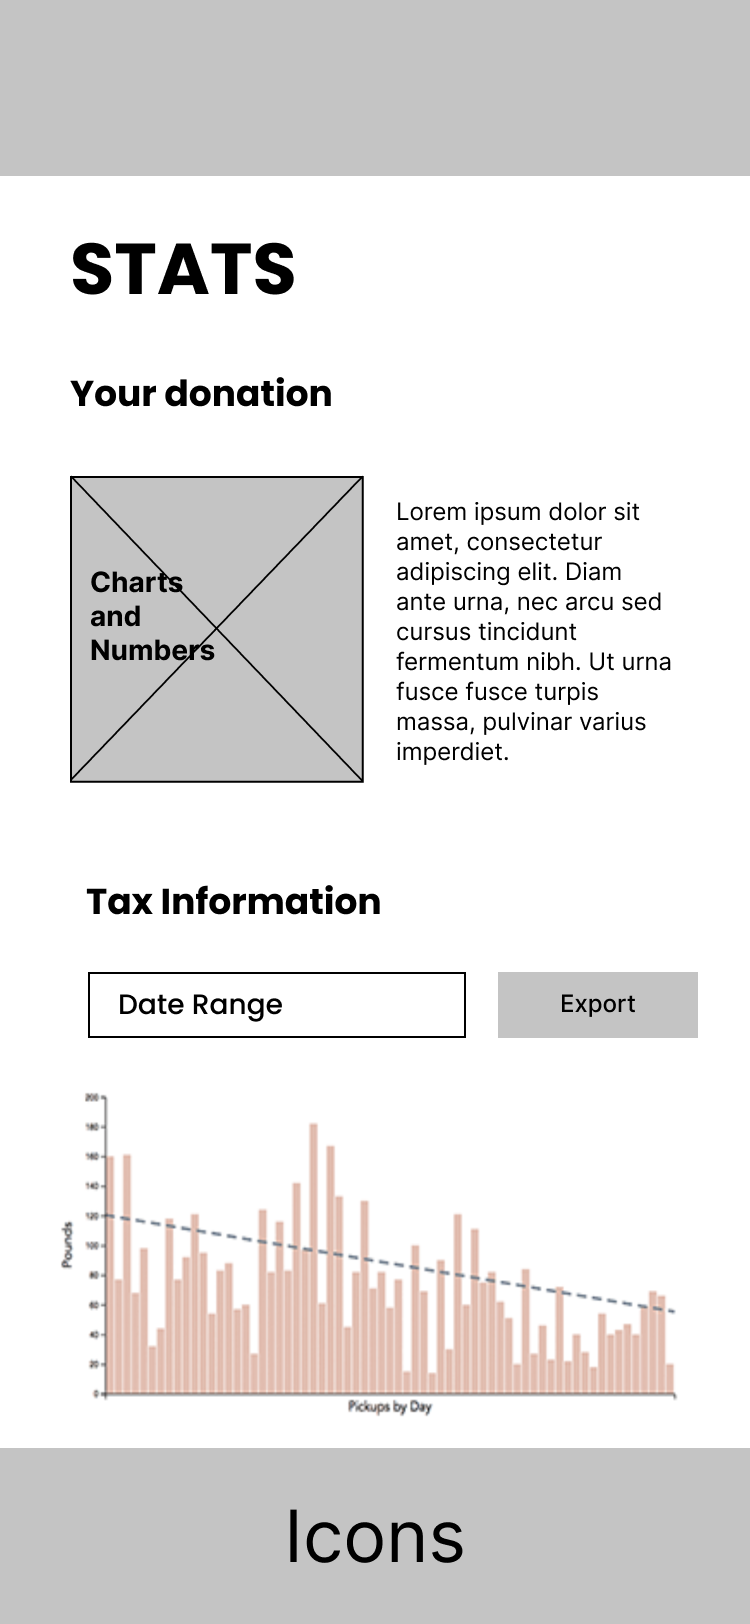 STATS
Your donation
Charts
and
Numbers
Lorem ipsum dolor sit
amet, consectetur
adipiscing elit. Diam
ante urna, nec arcu sed
cursus tincidunt
fermentum nibh. Ut urna
fusce fusce turpis
massa, pulvinar varius
imperdiet.
Tax Information
Date Range
Export
200
180
160
140
120
100
80
60
40
20
0
Pounds
Pickups by Day
Icons